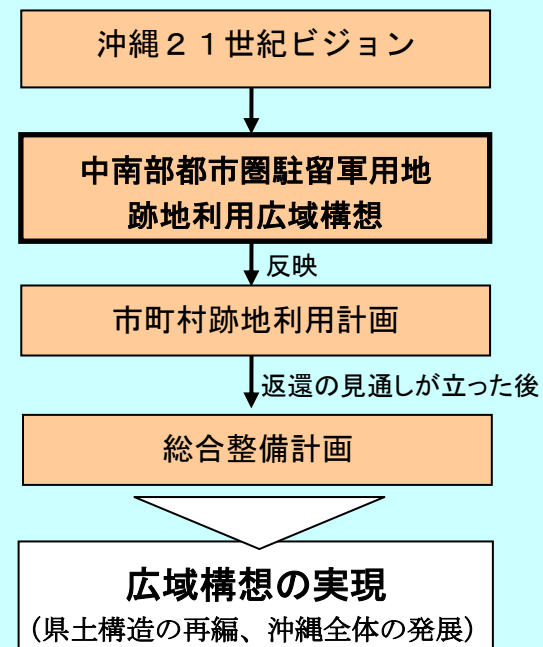 沖縄２１世紀ビジョン
中南部都市圏駐留軍用地
跡地利用広域構想
反映
市町村跡地利用計画
返還の見通しが立った後
総合整備計画
広域構想の実現
（県土構造の再編、沖縄全体の発展）